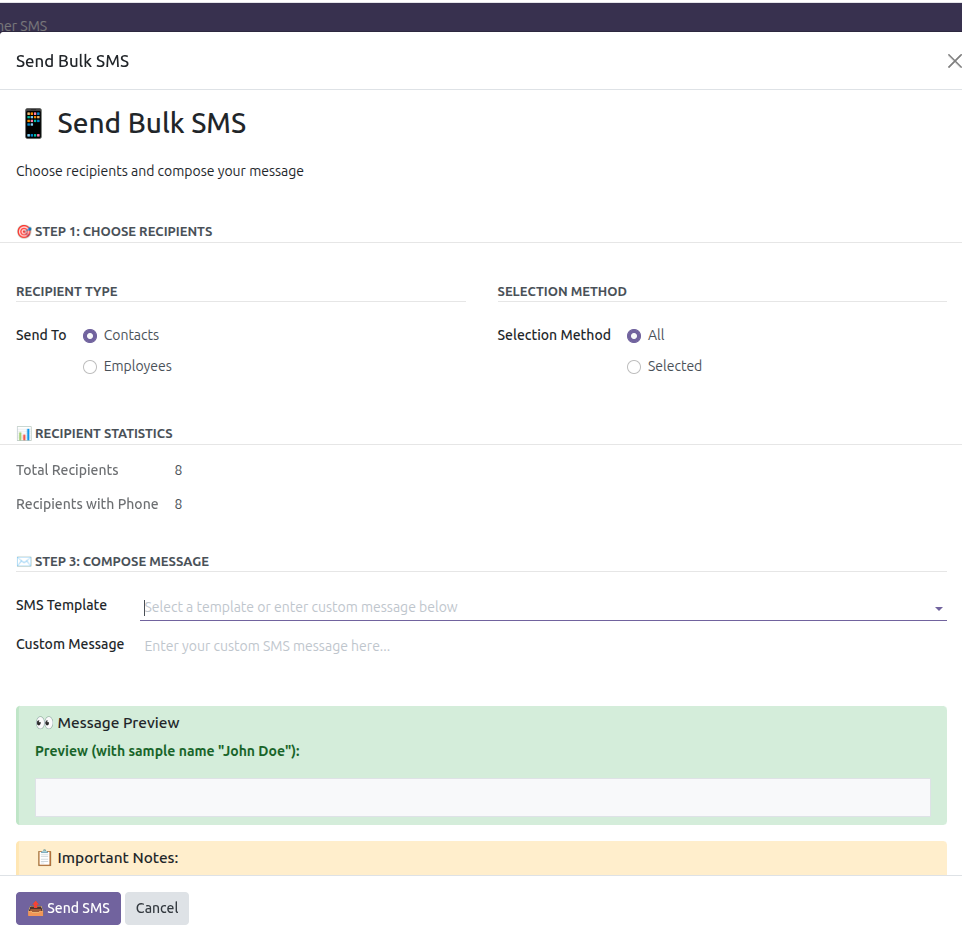 SMS
Send Bulk SMS
Send Bulk SMS
Choose recipients and compose your message
STEP 1: CHOOSE RECIPIENTS
RECIPIENT TYPE
SELECTION METHOD
Send To Contacts
Selection Method All
Employees
Selected
RECIPIENT STATISTICS
Total Recipients 8
Recipients with Phone 8
STEP 3: COMPOSE MESSAGE
SMS Template Select a template or enter custom message below
Custom Message Enter your custom SMS message here...
Message Preview
Preview (with sample name "John Doe"):
Important Notes:
Send SMS Cancel